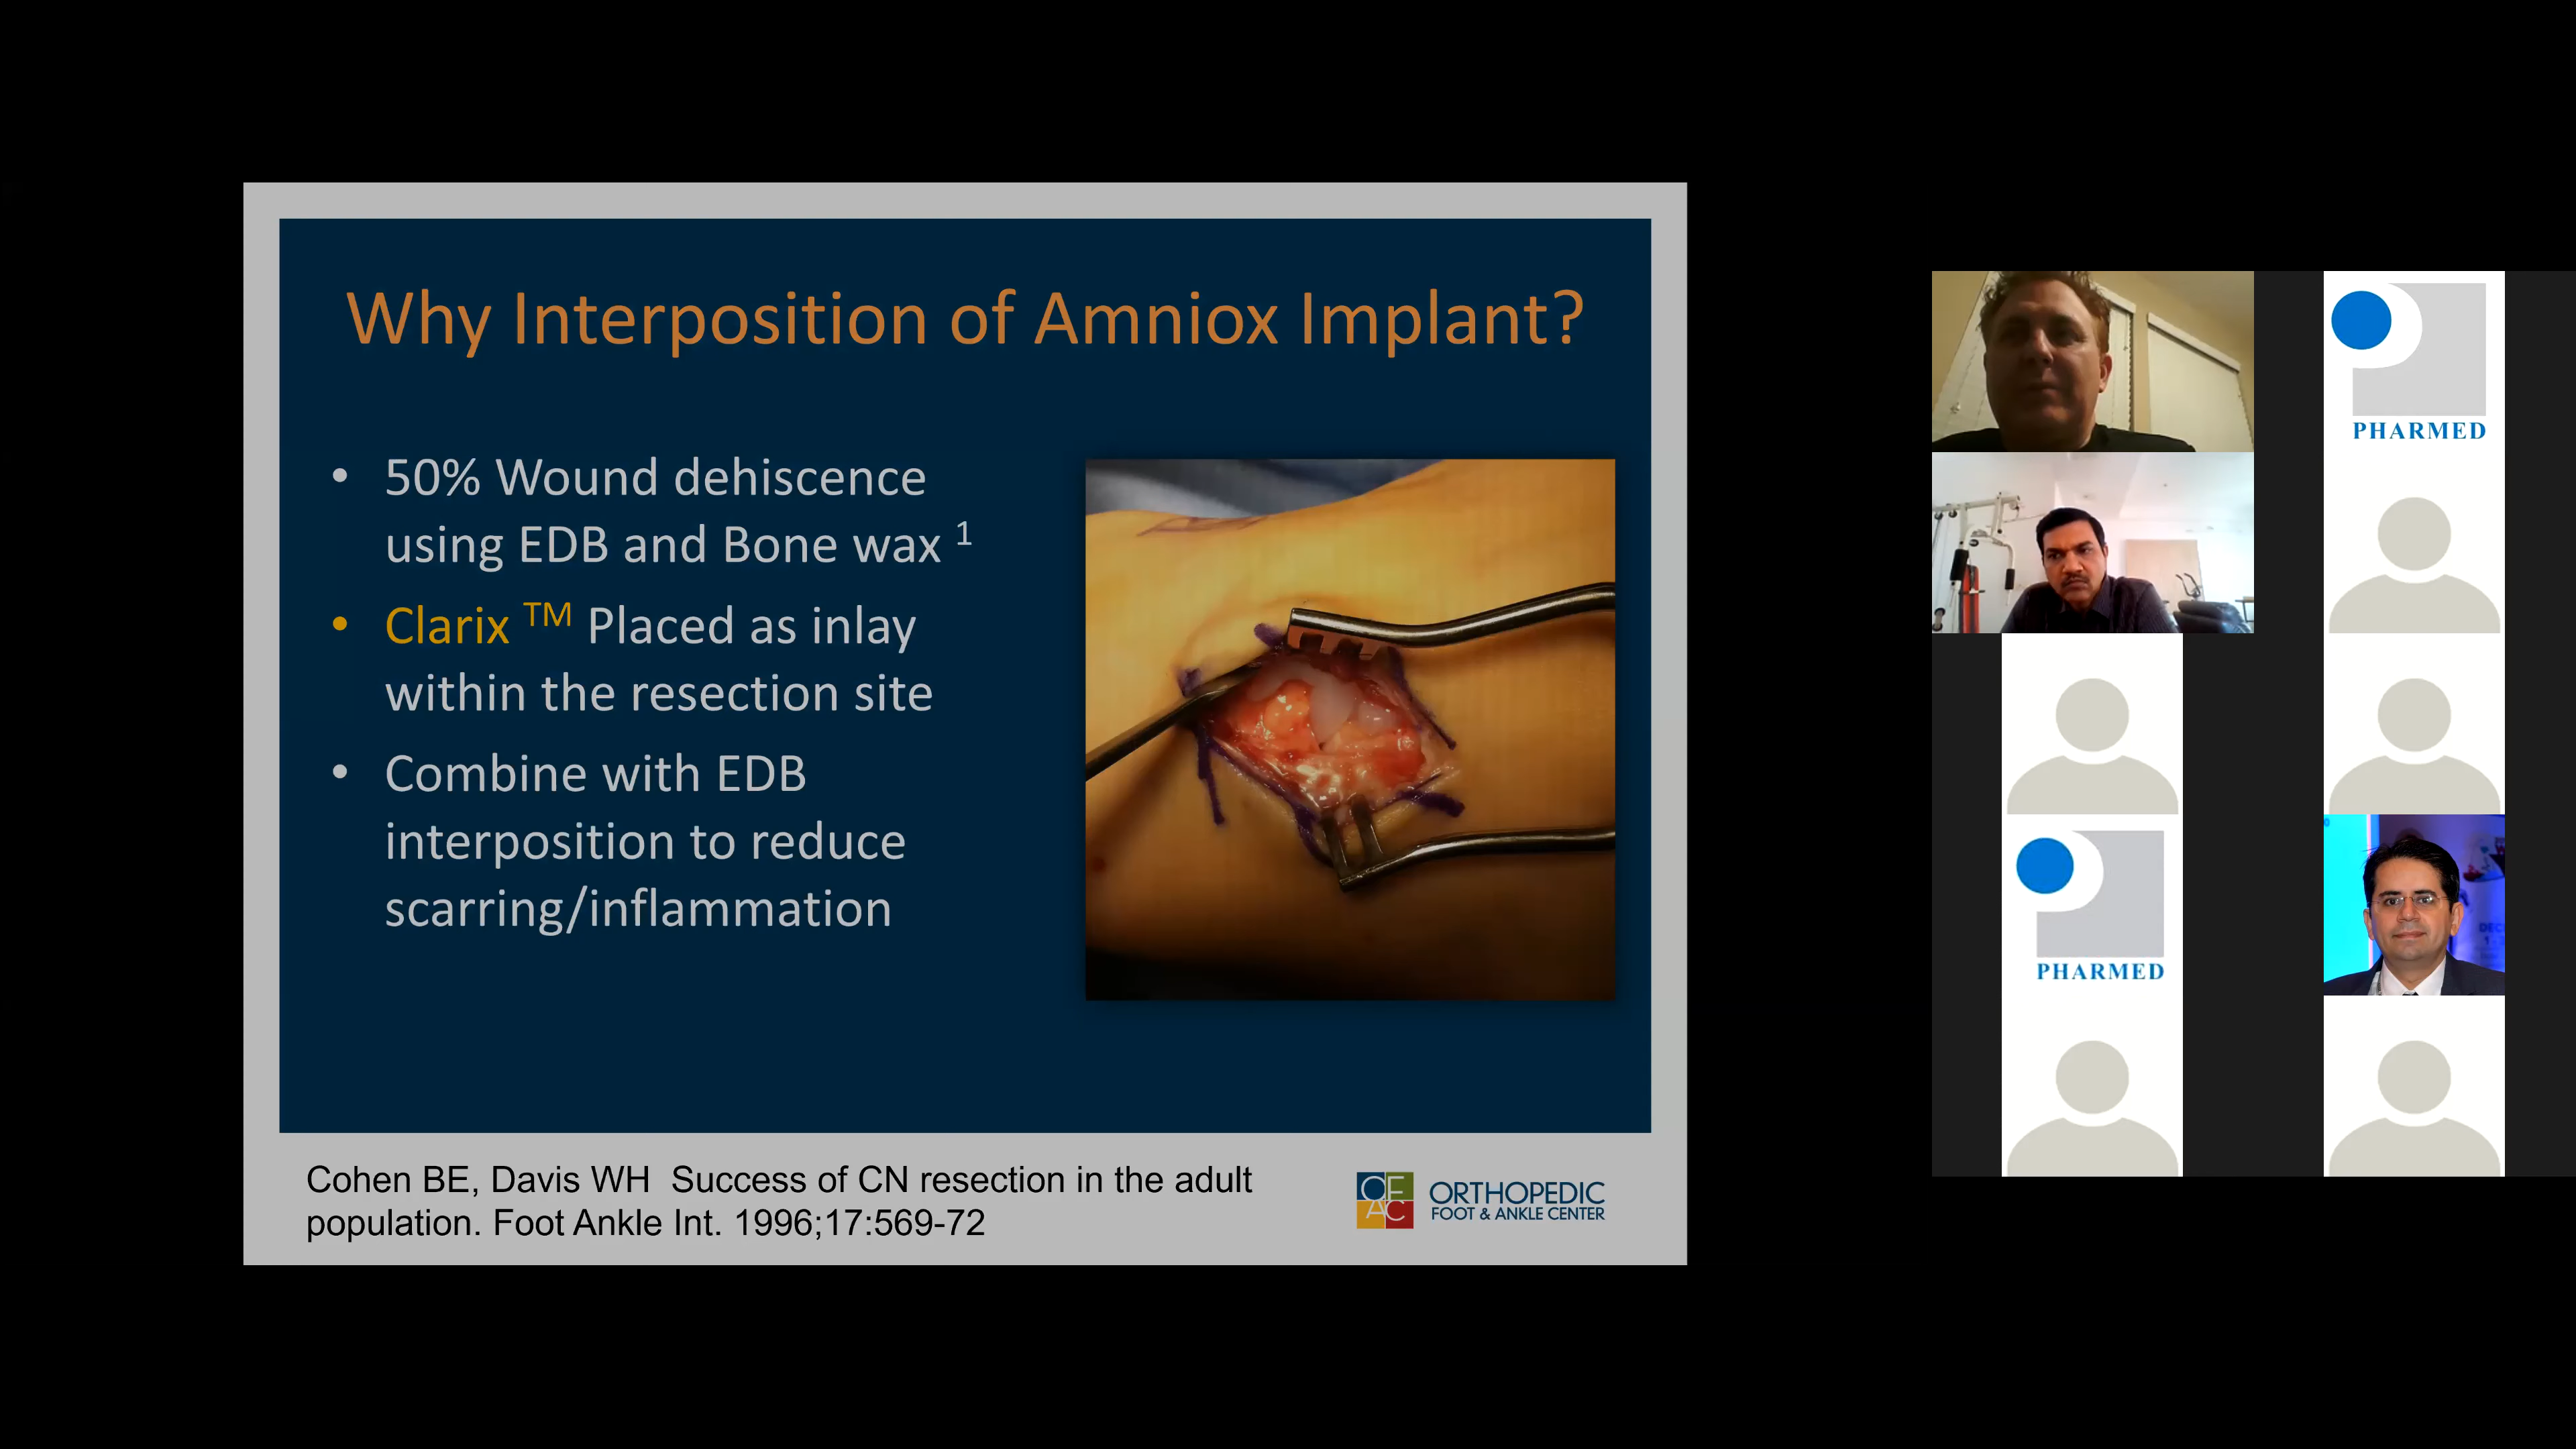 Why Interposition of Amniox Implant?
• 50% Wound dehiscence
using EDB and Bone wax 1
• Clarix TM Placed as inlay
within the resection site
• Combine with EDB
interposition to reduce
scarring/inflammation
Cohen BE, Davis WH Success of CN resection in the adult
population. Foot Ankle Int. 1996;17:569-72
OFAC
ORTHOPEDIC
FOOT & ANKLE CENTER
PHARMED
PHARMED